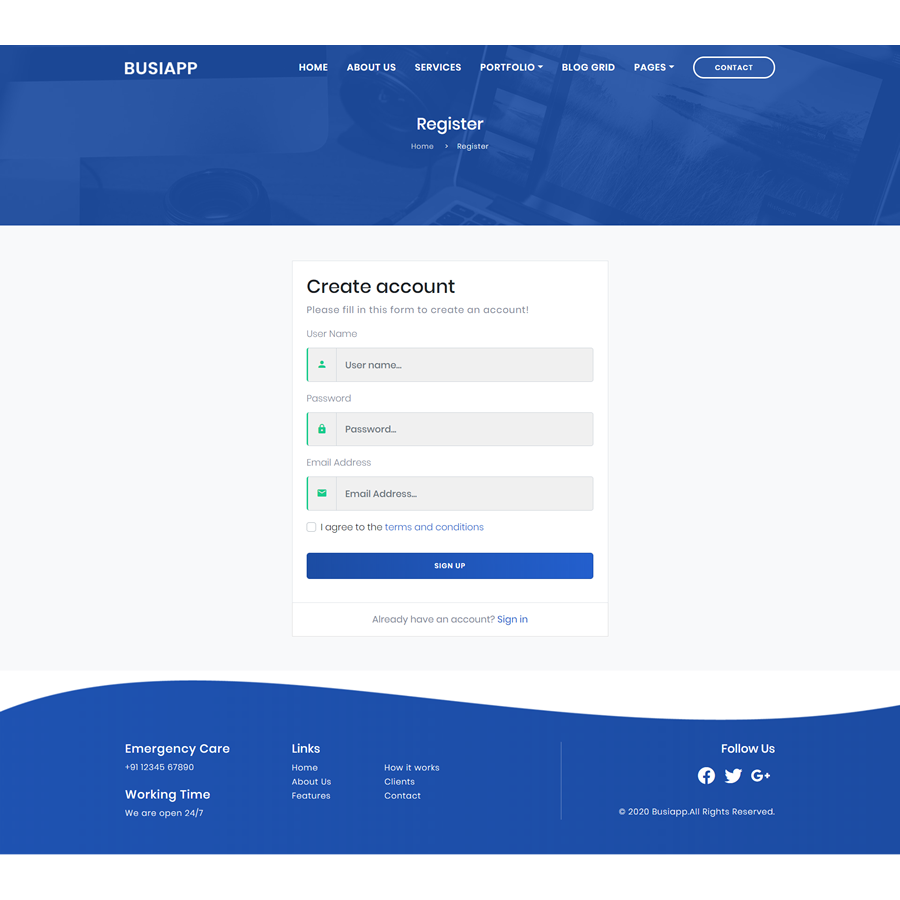 BUSIAPP HOME ABOUT US SERVICES PORTFOLIO BLOG GRID PAGES CONTACT
Register
Home > Register
Create account
Please fill in this form to create an account!
User Name
User name...
Password
Password...
Email Address
Email Address...
I agree to the terms and conditions
SIGN UP
Already have an account? Sign in
Emergency Care
+91 12345 67890
Working Time
We are open 24/7
Links
Home
About Us
Features
How it works
Clients
Contact
Follow Us
G+
© 2020 Busiapp.All Rights Reserved.